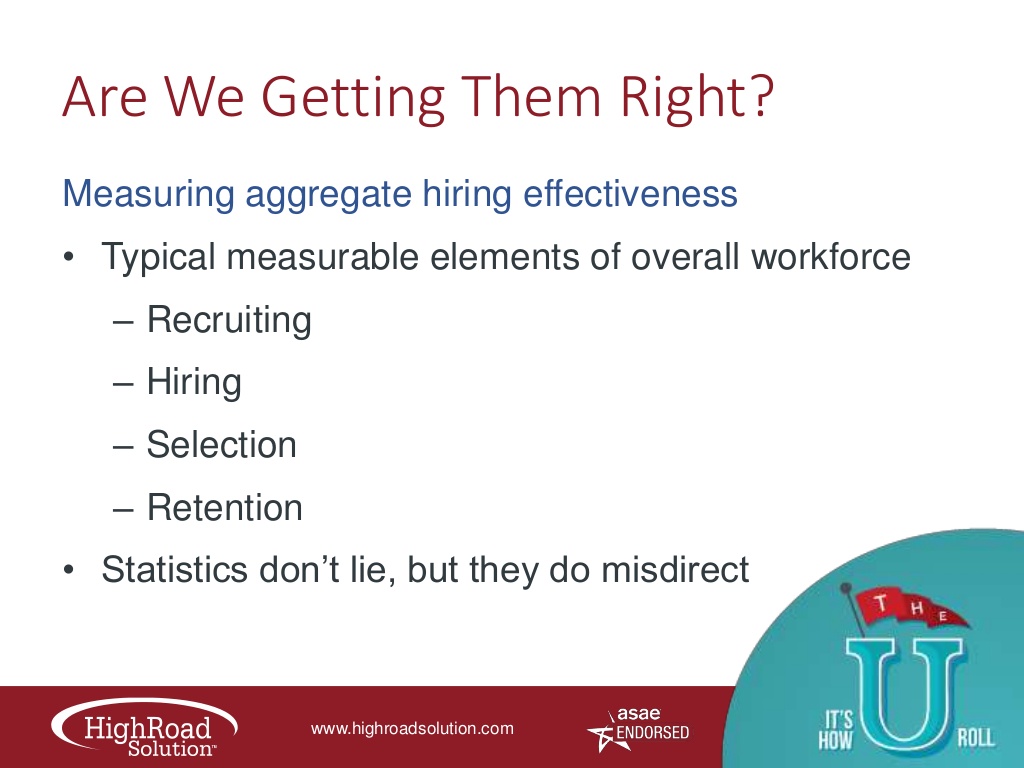 Are We Getting Them Right?
Measuring aggregate hiring effectiveness
• Typical measurable elements of overall workforce
– Recruiting
– Hiring
– Selection
– Retention
• Statistics don’t lie, but they do misdirect
THE
U
IT'S
HOW
ROLL
HighRoad
Solution™
www.highroadsolution.com
asae
ENDORSED